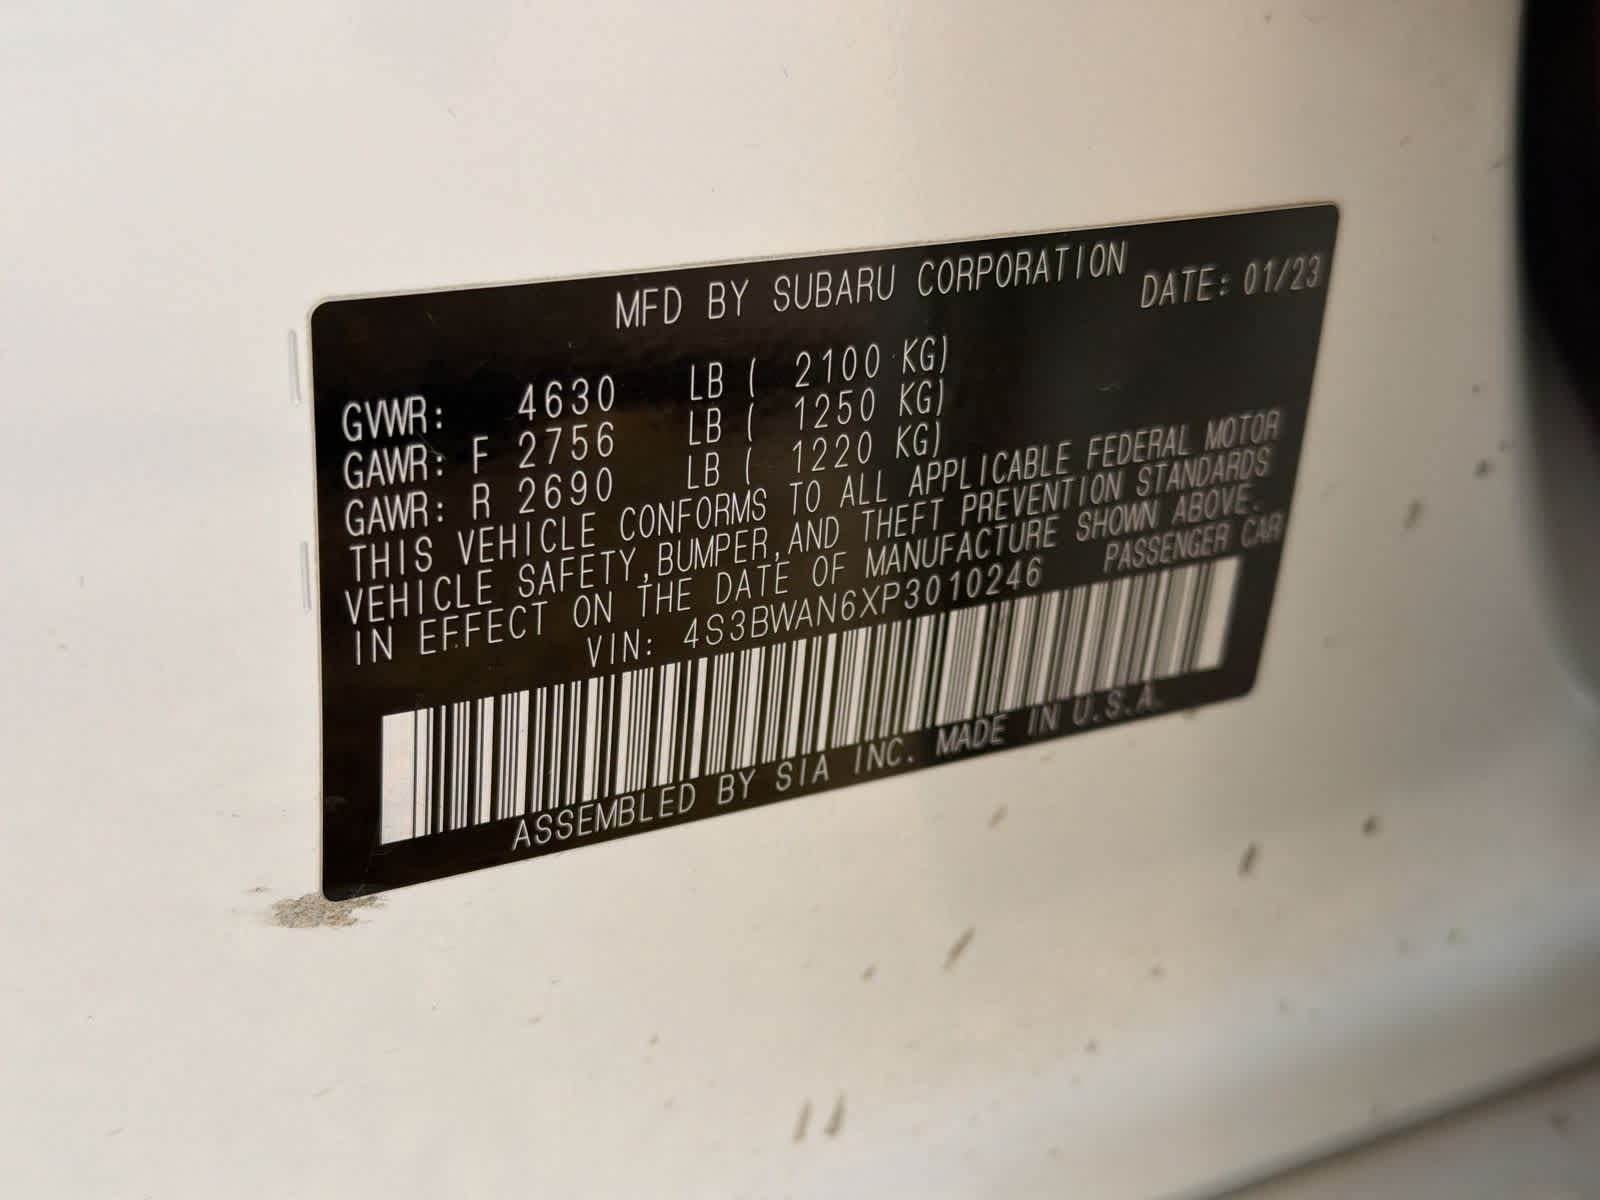 MFD BY SUBARU CORPORATION
DATE: 01/23
GVWR: 4630 LB ( 2100 KG)
GAWR: F 2756 LB ( 1250 KG)
GAWR: R 2690 LB ( 1220 KG)
THIS VEHICLE CONFORMS TO ALL APPLICABLE FEDERAL MOTOR
VEHICLE SAFETY,BUMPER,AND THEFT PREVENTION STANDARDS
IN EFFECT ON THE DATE OF MANUFACTURE SHOWN ABOVE.
VIN: 4S3BWAN6XP3010246 PASSENGER CAR
ASSEMBLED BY SIA INC. MADE IN U.S.A.